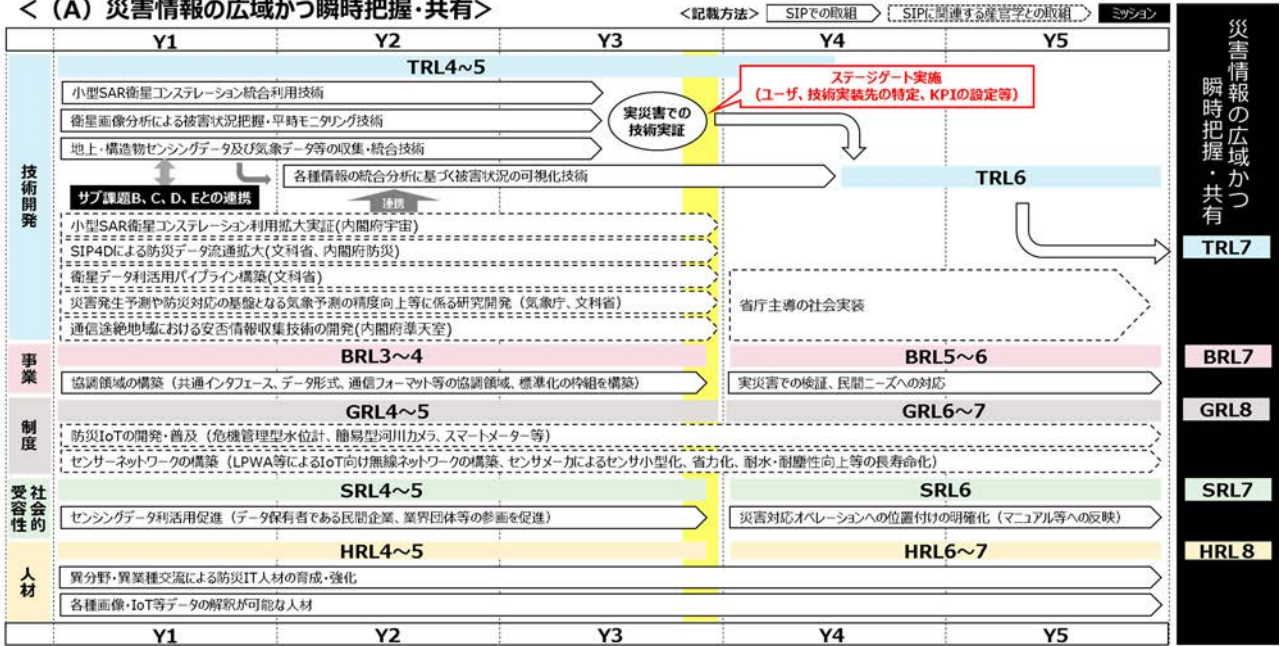 ＜（A）災害情報の広域かつ瞬時把握・共有＞
＜記載方法＞ SIPでの取組 SIPに関連する産官学との取組 ミッション
Y1 Y2 Y3 Y4 Y5
災害情報の広域かつ
瞬時把握・共有
技術開発
TRL4～5
小型SAR衛星コンステレーション統合利用技術
衛星画像分析による被害状況把握・平時モニタリング技術
地上・構造物センシングデータ及び気象データ等の収集・統合技術
実災害での
技術実証
ステージゲート実施
（ユーザ、技術実装先の特定、KPIの設定等）
各種情報の統合分析に基づく被害状況の可視化技術
TRL6
サブ課題B、C、D、Eとの連携
連携
小型SAR衛星コンステレーション利用拡大実証(内閣府宇宙)
SIP4Dによる防災データ流通拡大(文科省、内閣府防災)
衛星データ利活用パイプライン構築(文科省)
災害発生予測や防災対応の基盤となる気象予測の精度向上等に係る研究開発（気象庁、文科省）
通信途絶地域における安否情報収集技術の開発(内閣府準天室)
省庁主導の社会実装
TRL7
事業
BRL3～4 BRL5～6 BRL7
協調領域の構築（共通インタフェース、データ形式、通信フォーマット等の協調領域、標準化の枠組を構築）
実災害での検証、民間ニーズへの対応
制度
GRL4～5 GRL6～7 GRL8
防災IoTの開発・普及（危機管理型水位計、簡易型河川カメラ、スマートメーター等）
センサーネットワークの構築（LPWA等によるIoT向け無線ネットワークの構築、センサメーカによるセンサ小型化、省力化、耐水・耐塵性向上等の長寿命化）
社会的
受容性
SRL4～5 SRL6 SRL7
センシングデータ利活用促進（データ保有者である民間企業、業界団体等の参画を促進）
災害対応オペレーションへの位置付けの明確化（マニュアル等への反映）
人材
HRL4～5 HRL6～7 HRL8
異分野・異業種交流による防災IT人材の育成・強化
各種画像・IoT等データの解釈が可能な人材
Y1 Y2 Y3 Y4 Y5